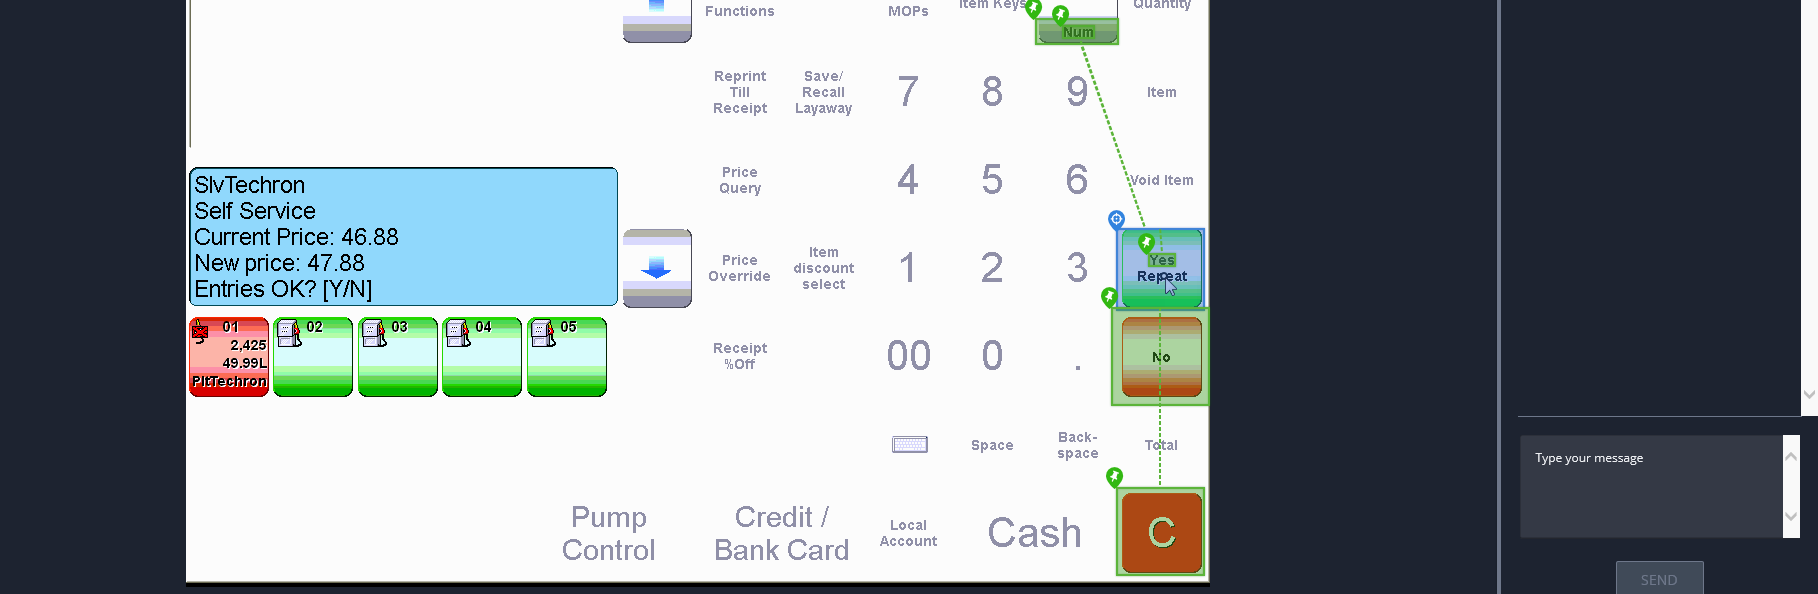 Functions
MOPs
Item Keys
Quantity
Num
Reprint
Till
Receipt
Save/
Recall
Layaway
7
8
9
Item
Price
Query
4
5
6
Void Item
SlvTechron
Self Service
Current Price: 46.88
New price: 47.88
Entries OK? [Y/N]
Price
Override
Item
discount
select
1
2
3
Yes
Repeat
01
2,425
49.99L
PltTechron
02
03
04
05
Receipt
%Off
00
0
.
No
Space
Back-
space
Total
Pump
Control
Credit /
Bank Card
Local
Account
Cash
C
Type your message
SEND